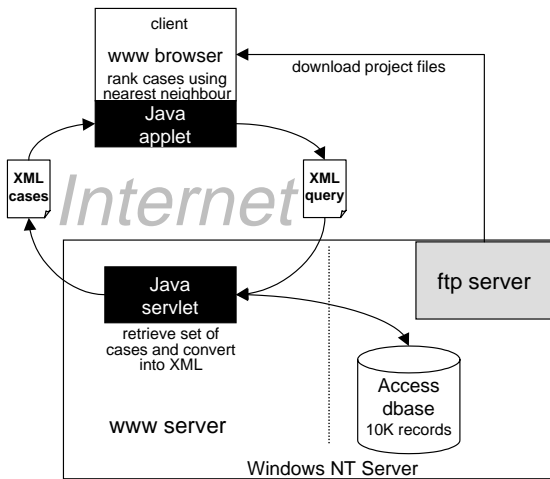 client
www browser
rank cases using
nearest neighbour
Java
applet
download project files
XML
cases
Internet
XML
query
Java
servlet
retrieve set of
cases and convert
into XML
ftp server
Access
dbase
10K records
www server
Windows NT Server